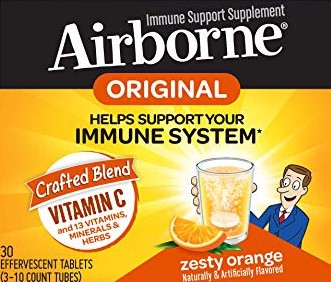 Immune Support Supplement
Airborne®
ORIGINAL
HELPS SUPPORT YOUR
IMMUNE SYSTEM*
Crafted Blend
VITAMIN C
and 13 VITAMINS,
MINERALS &
HERBS
30
EFFERVESCENT TABLETS
(3-10 COUNT TUBES)
zesty orange
Naturally & Artificially Flavored